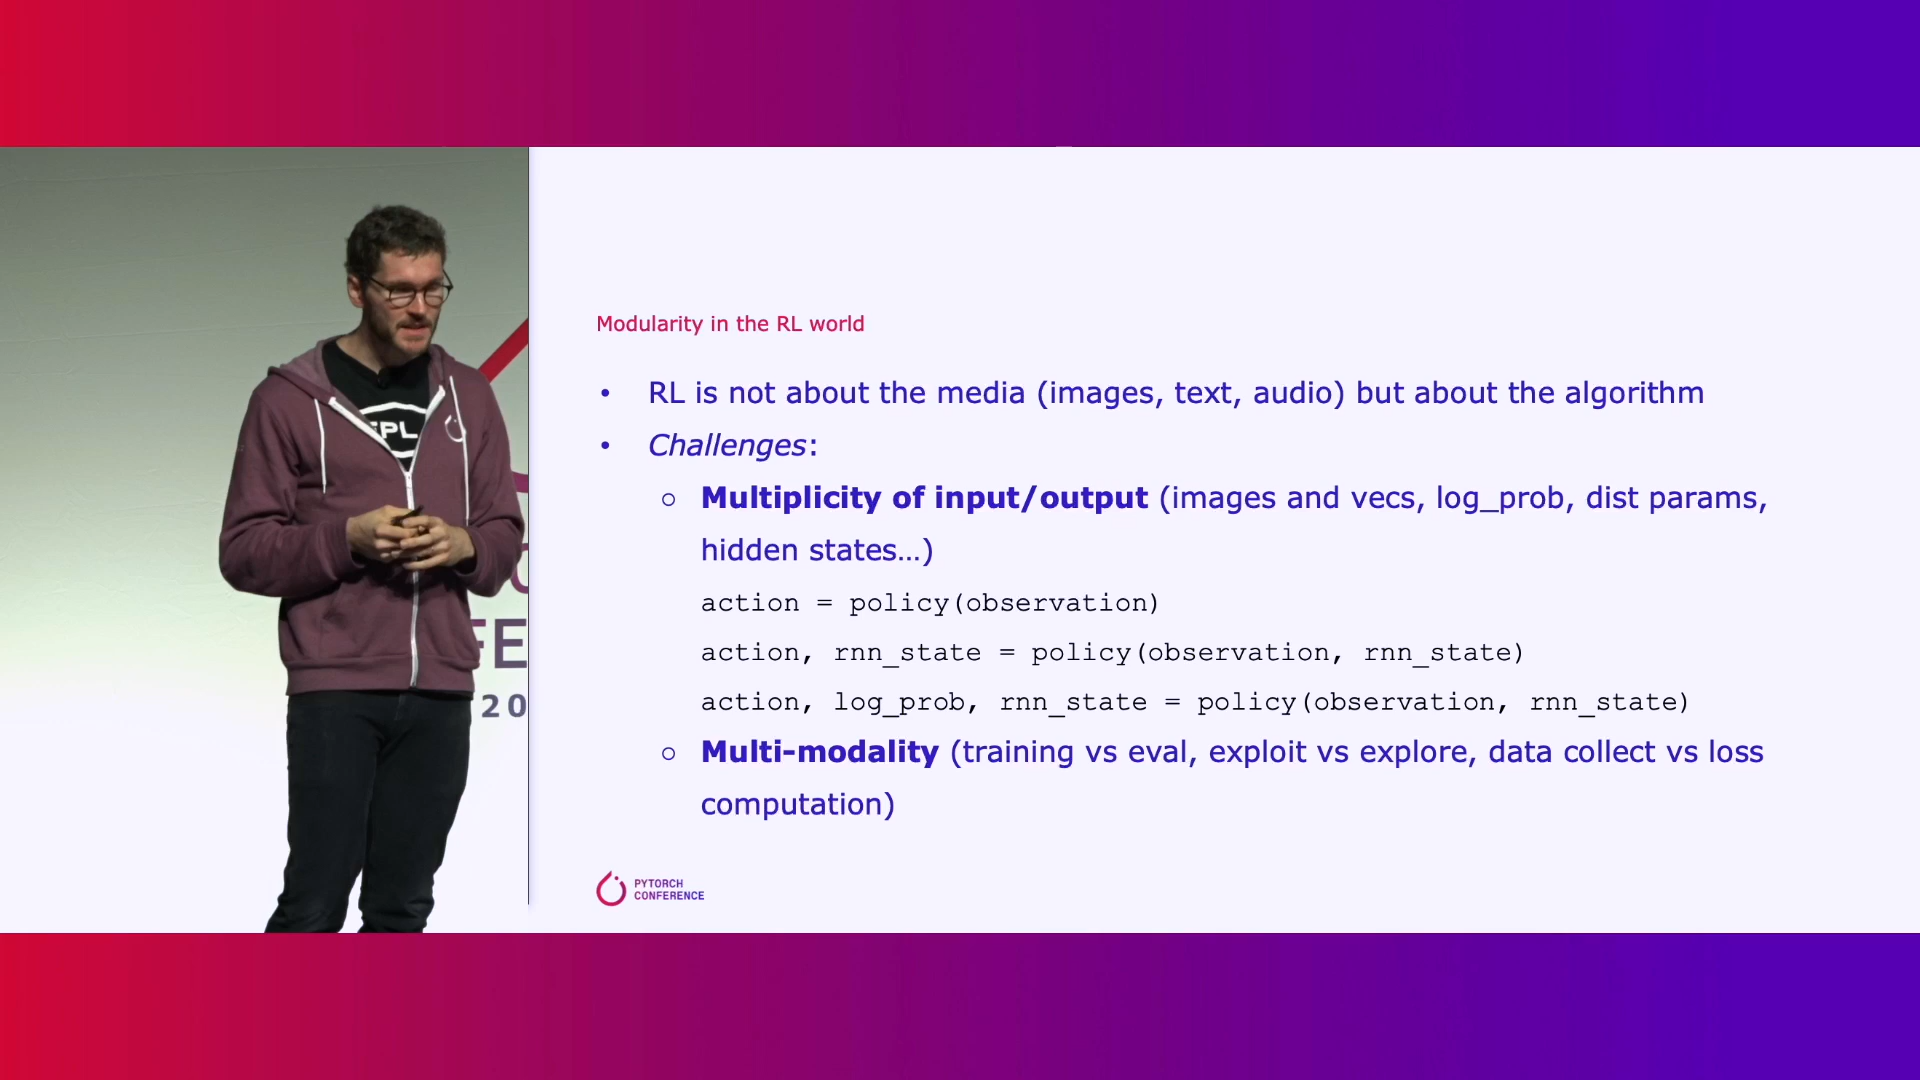 Modularity in the RL world
• RL is not about the media (images, text, audio) but about the algorithm
• Challenges:
○ Multiplicity of input/output (images and vecs, log_prob, dist params,
hidden states…)
action = policy(observation)
action, rnn_state = policy(observation, rnn_state)
action, log_prob, rnn_state = policy(observation, rnn_state)
○ Multi-modality (training vs eval, exploit vs explore, data collect vs loss
computation)
PYTORCH
CONFERENCE
FE
20